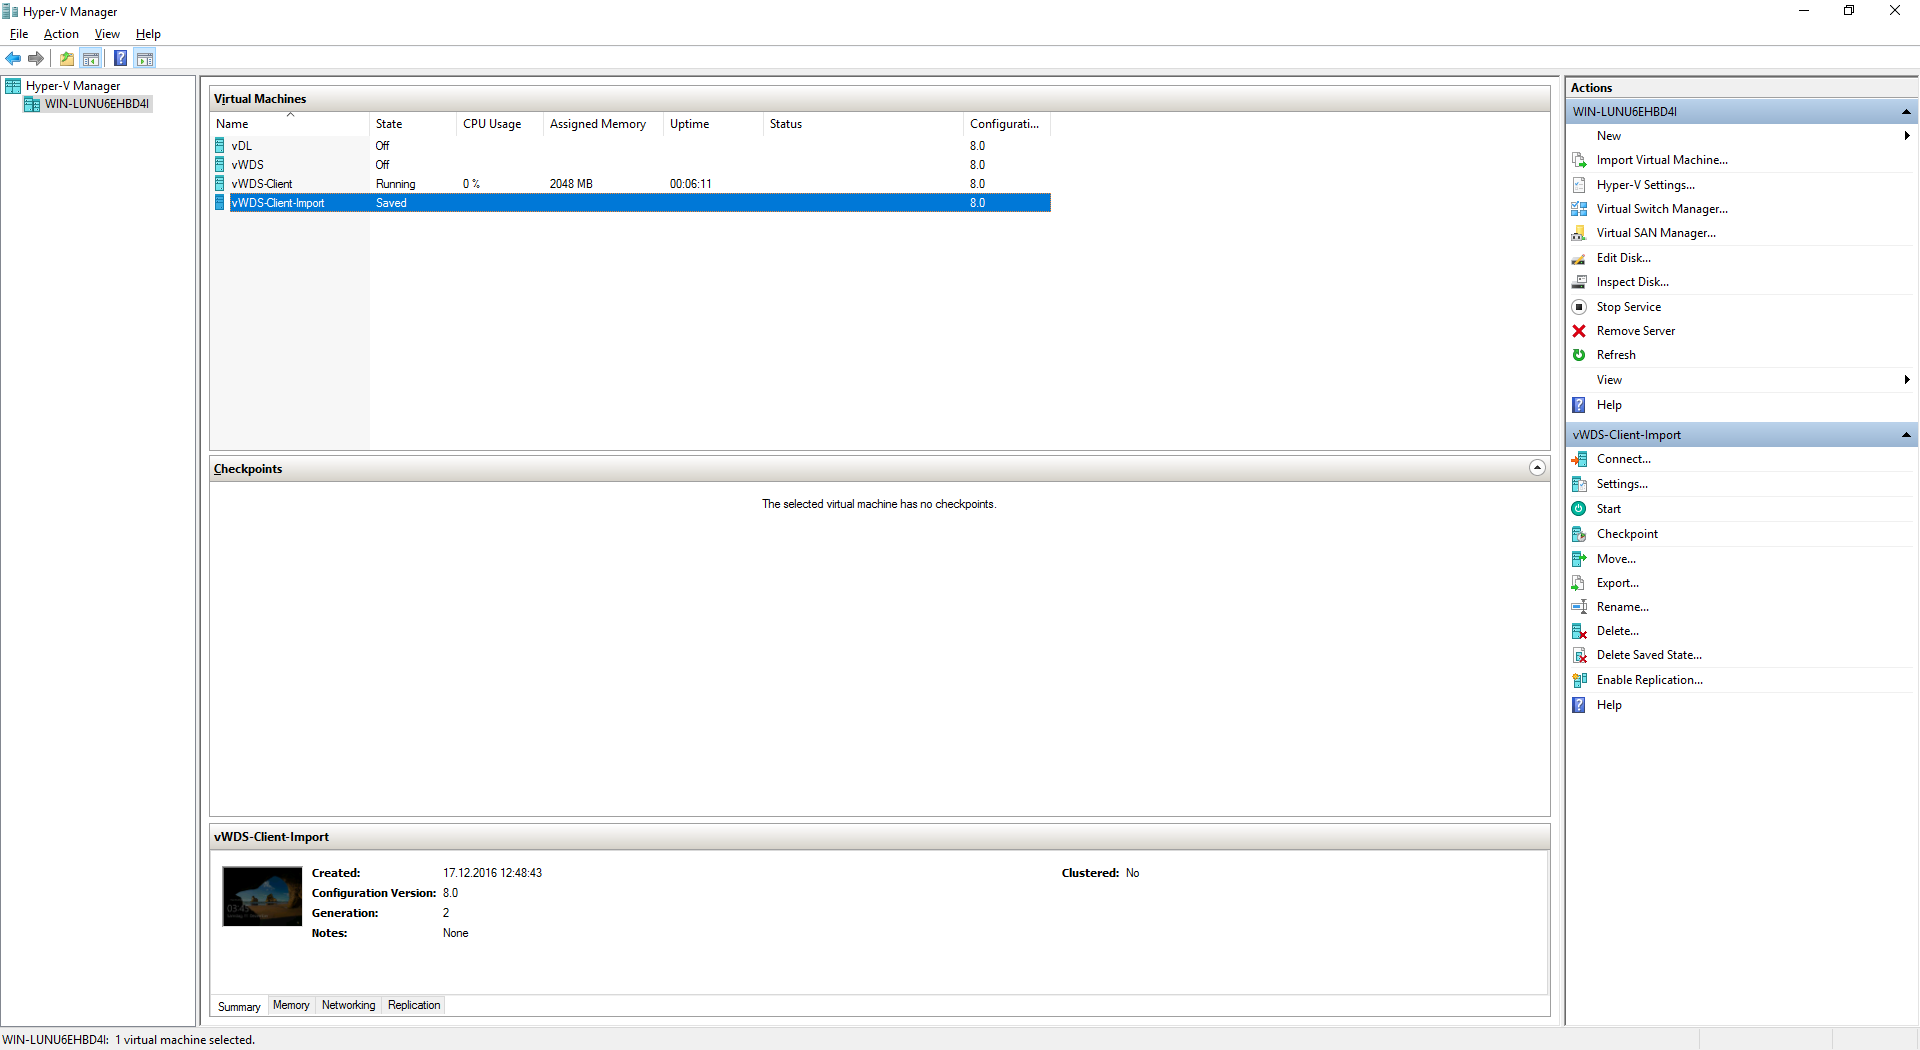 Hyper-V Manager
File Action View Help
Hyper-V Manager
WIN-LUNU6EHBD4I
Virtual Machines
Name State CPU Usage Assigned Memory Uptime Status Configurati...
vDL Off 8.0
vWDS Off 8.0
vWDS-Client Running 0 % 2048 MB 00:06:11 8.0
vWDS-Client-Import Saved 8.0
Checkpoints
The selected virtual machine has no checkpoints.
vWDS-Client-Import
Created: 17.12.2016 12:48:43 Clustered: No
Configuration Version: 8.0
Generation: 2
Notes: None
03:43
Summary Memory Networking Replication
Actions
WIN-LUNU6EHBD4I
New
Import Virtual Machine...
Hyper-V Settings...
Virtual Switch Manager...
Virtual SAN Manager...
Edit Disk...
Inspect Disk...
Stop Service
Remove Server
Refresh
View
Help
vWDS-Client-Import
Connect...
Settings...
Start
Checkpoint
Move...
Export...
Rename...
Delete...
Delete Saved State...
Enable Replication...
Help
WIN-LUNU6EHBD4I: 1 virtual machine selected.